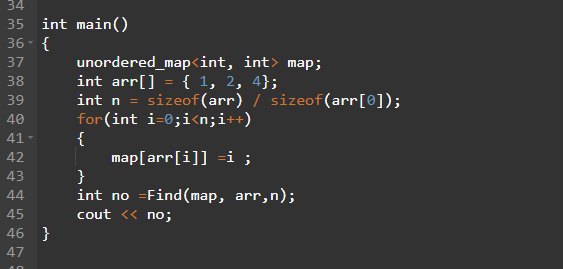 34
35 int main()
36 {
37     unordered_map<int, int> map;
38     int arr[] = { 1, 2, 4};
39     int n = sizeof(arr) / sizeof(arr[0]);
40     for(int i=0;i<n;i++)
41     {
42         map[arr[i]] =i ;
43     }
44     int no =Find(map, arr,n);
45     cout << no;
46 }
47